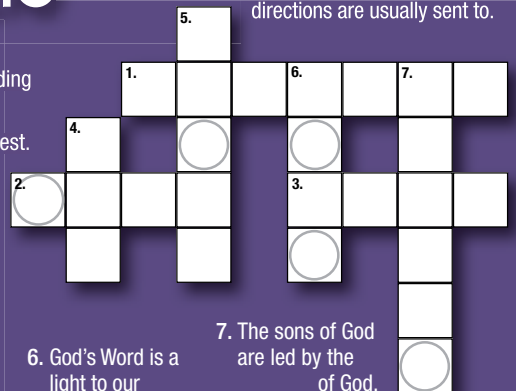 directions are usually sent to.
5.
1.
6.
7.
4.
est.
2.
3.
7. The sons of God
are led by the
of God.
6. God's Word is a
light to our